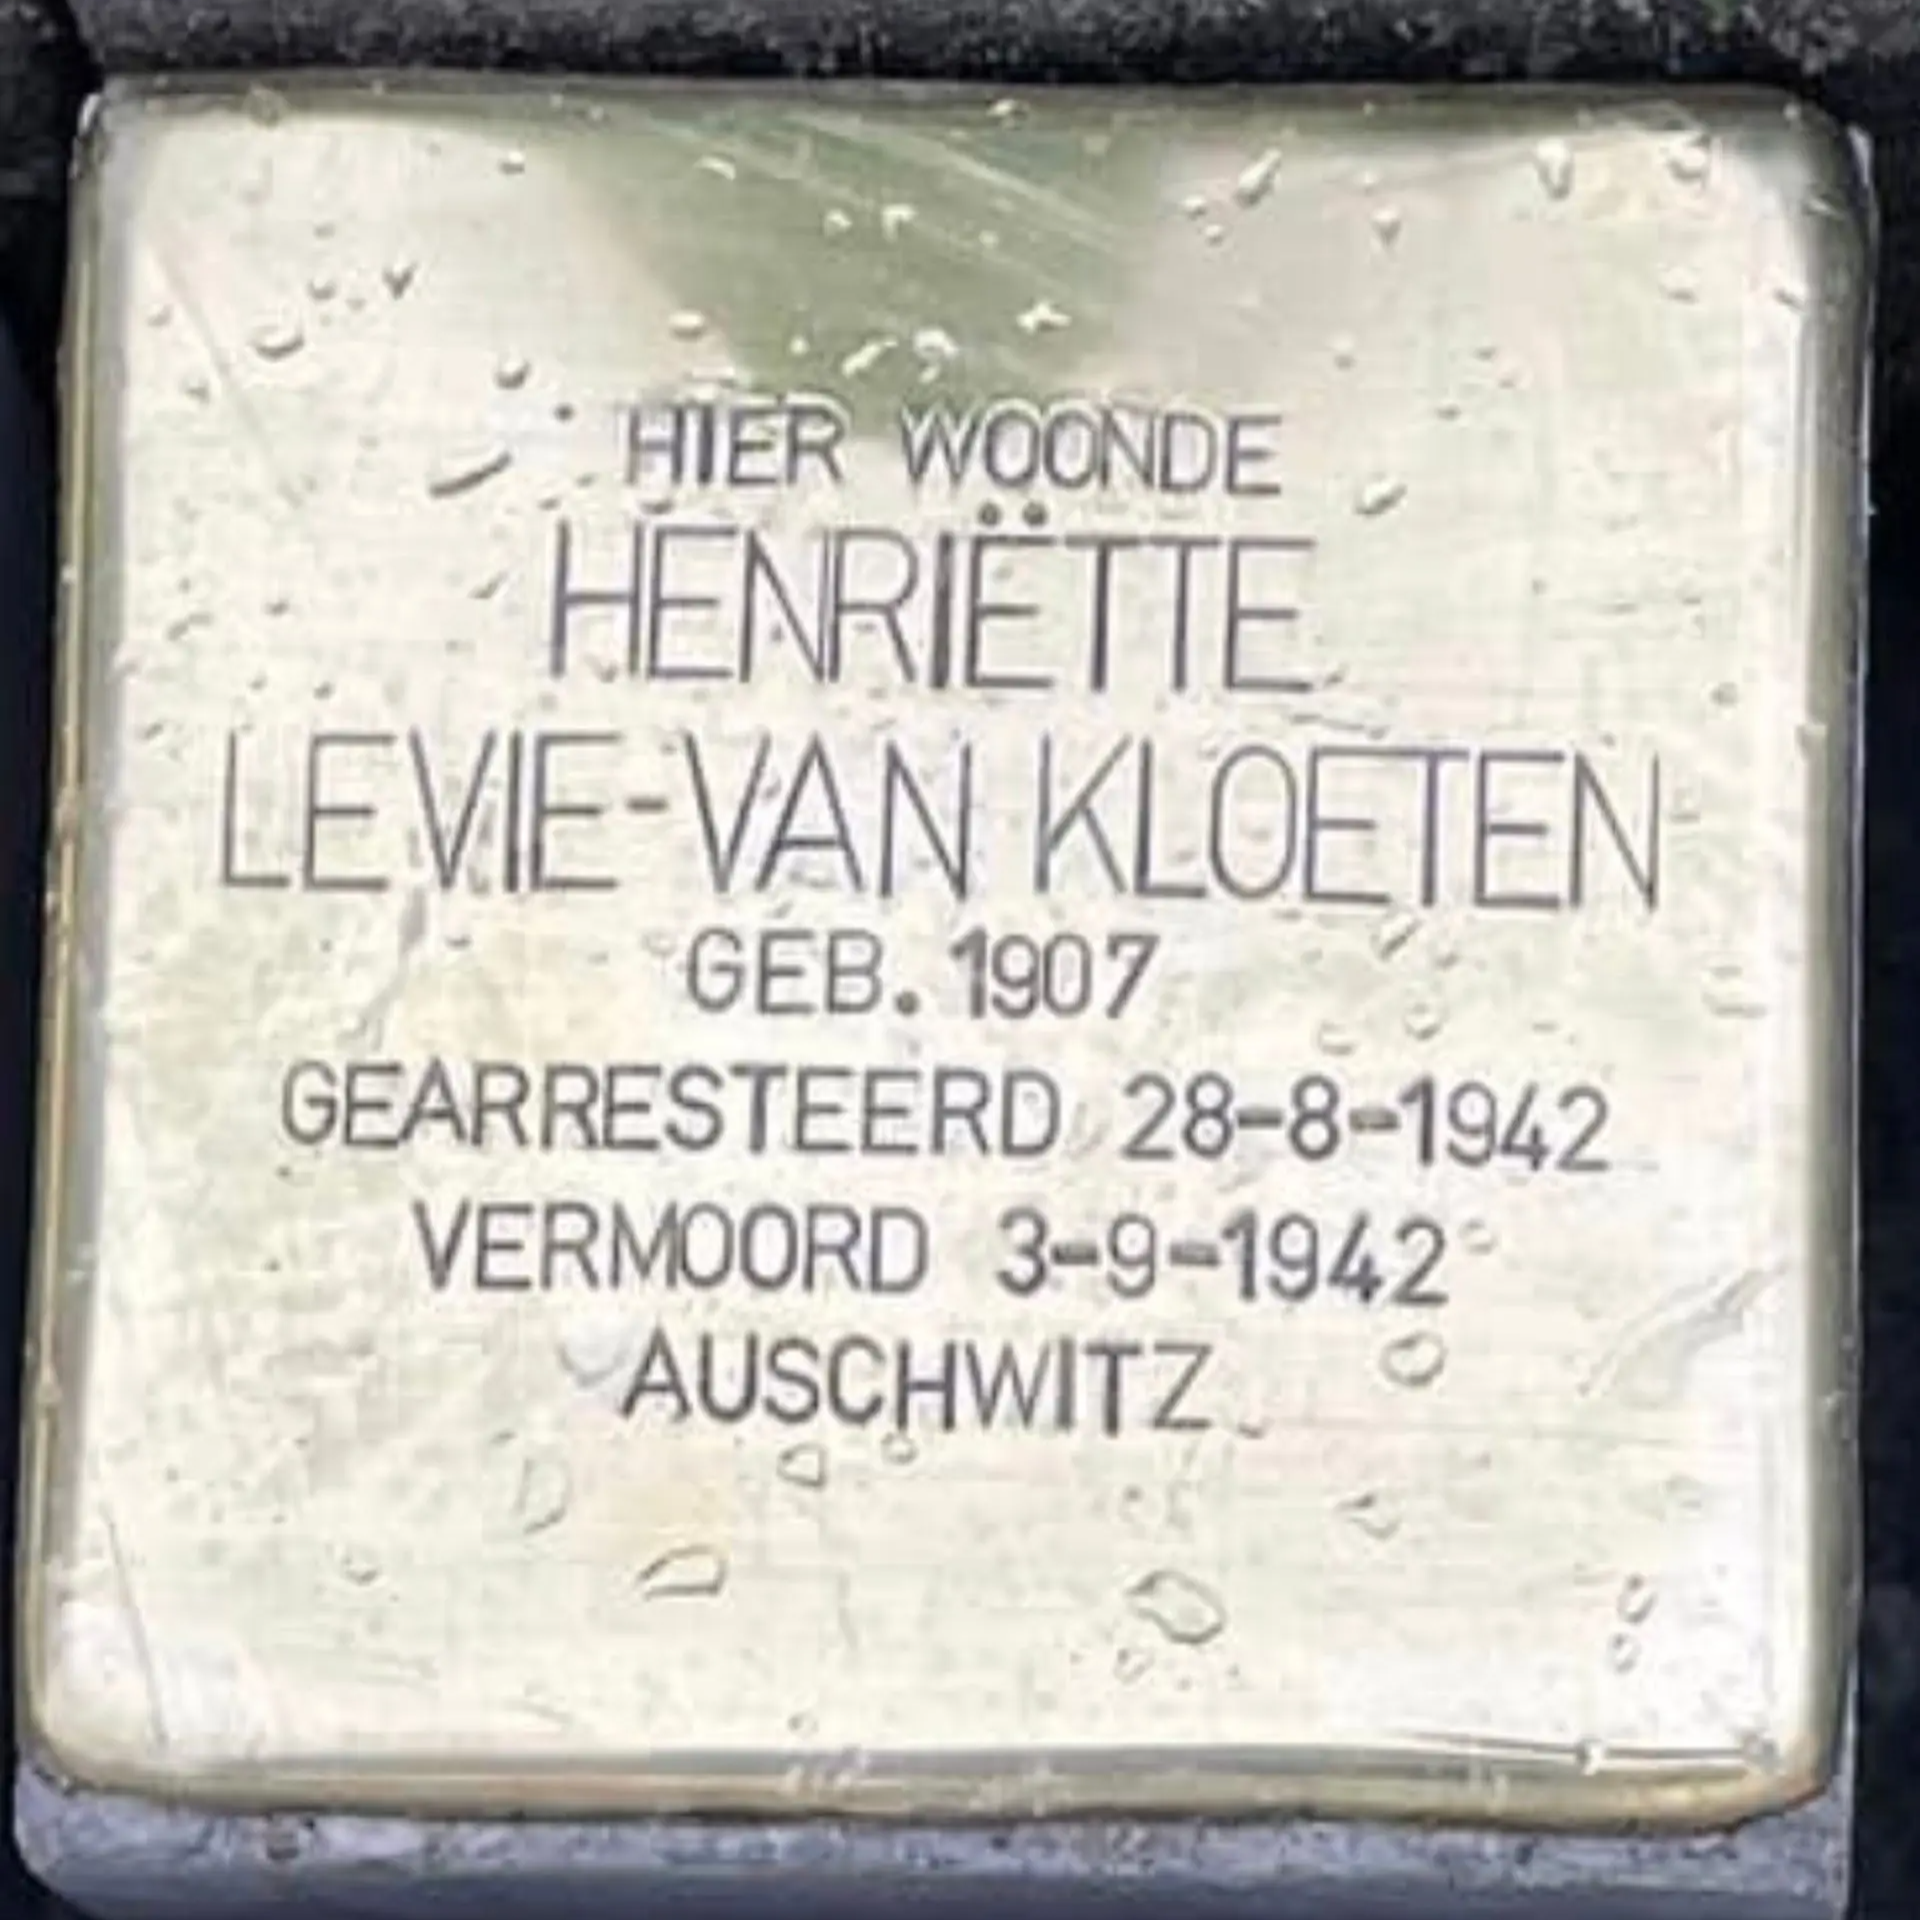 HIER WOONDE
HENRIËTTE
LEVIE-VAN KLOETEN
GEB. 1907
GEARRESTEERD 28-8-1942
VERMOORD 3-9-1942
AUSCHWITZ